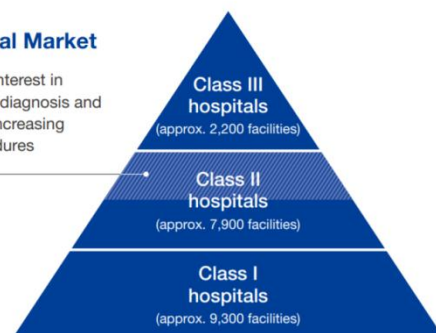 al Market
nterest in
diagnosis and
ncreasing
dures
Class III
hospitals
(approx. 2,200 facilities)
Class II
hospitals
(approx. 7,900 facilities)
Class I
hospitals
(approx. 9,300 facilities)